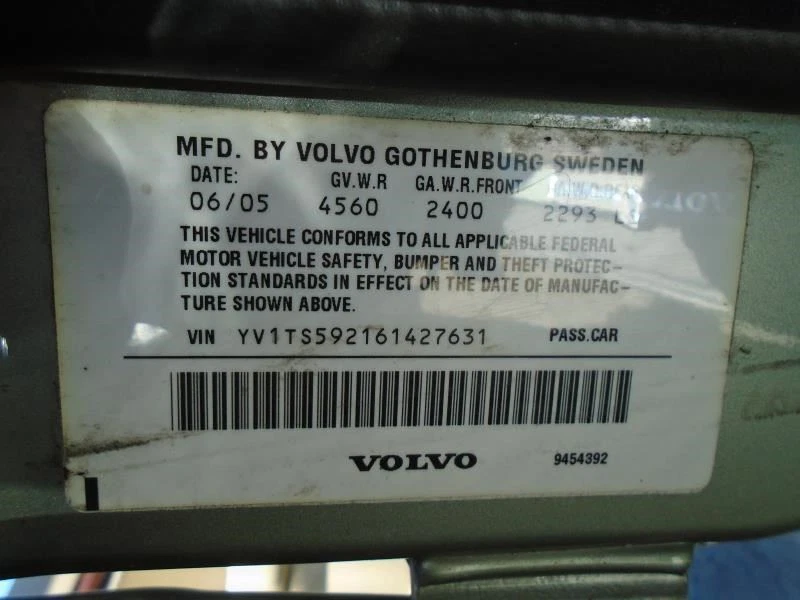 MFD. BY VOLVO GOTHENBURG SWEDEN
DATE: GV.W.R GA.W.R.FRONT
06/05 4560 2400 2293
THIS VEHICLE CONFORMS TO ALL APPLICABLE FEDERAL
MOTOR VEHICLE SAFETY, BUMPER AND THEFT PROTEC-
TION STANDARDS IN EFFECT ON THE DATE OF MANUFAC-
TURE SHOWN ABOVE.
VIN YV1TS592161427631 PASS.CAR
VOLVO 9454392